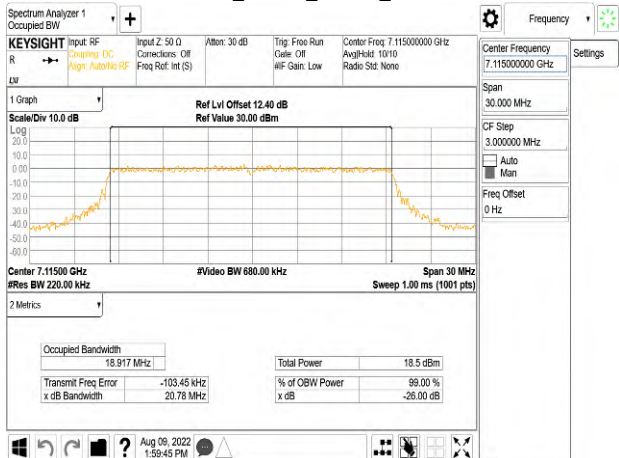 Spectrum Analyzer 1
Occupied BW
Frequency
KEYSIGHT
R
LXI
Input: RF
Coupling: DC
Align: Auto/No RF
Input Z: 50 Ω
Corrections: Off
Freq Ref: Int (S)
Atten: 30 dB
Trig: Free Run
Gate: Off
#IF Gain: Low
Center Freq: 7.115000000 GHz
Avg|Hold: 10/10
Radio Std: None
Center Frequency
7.115000000 GHz
Settings
Span
30.000 MHz
CF Step
3.000000 MHz
Auto
Man
Freq Offset
0 Hz
1 Graph
Scale/Div 10.0 dB
Ref Lvl Offset 12.40 dB
Ref Value 30.00 dBm
Log
20.0
10.0
0.00
-10.0
-20.0
-30.0
-40.0
-50.0
-60.0
Center 7.11500 GHz
#Video BW 680.00 kHz
Span 30 MHz
#Res BW 220.00 kHz
Sweep 1.00 ms (1001 pts)
2 Metrics
Occupied Bandwidth
18.917 MHz
Total Power 18.5 dBm
Transmit Freq Error -103.45 kHz
% of OBW Power 99.00 %
x dB Bandwidth 20.78 MHz
x dB -26.00 dB
?
Aug 09, 2022
1:59:45 PM